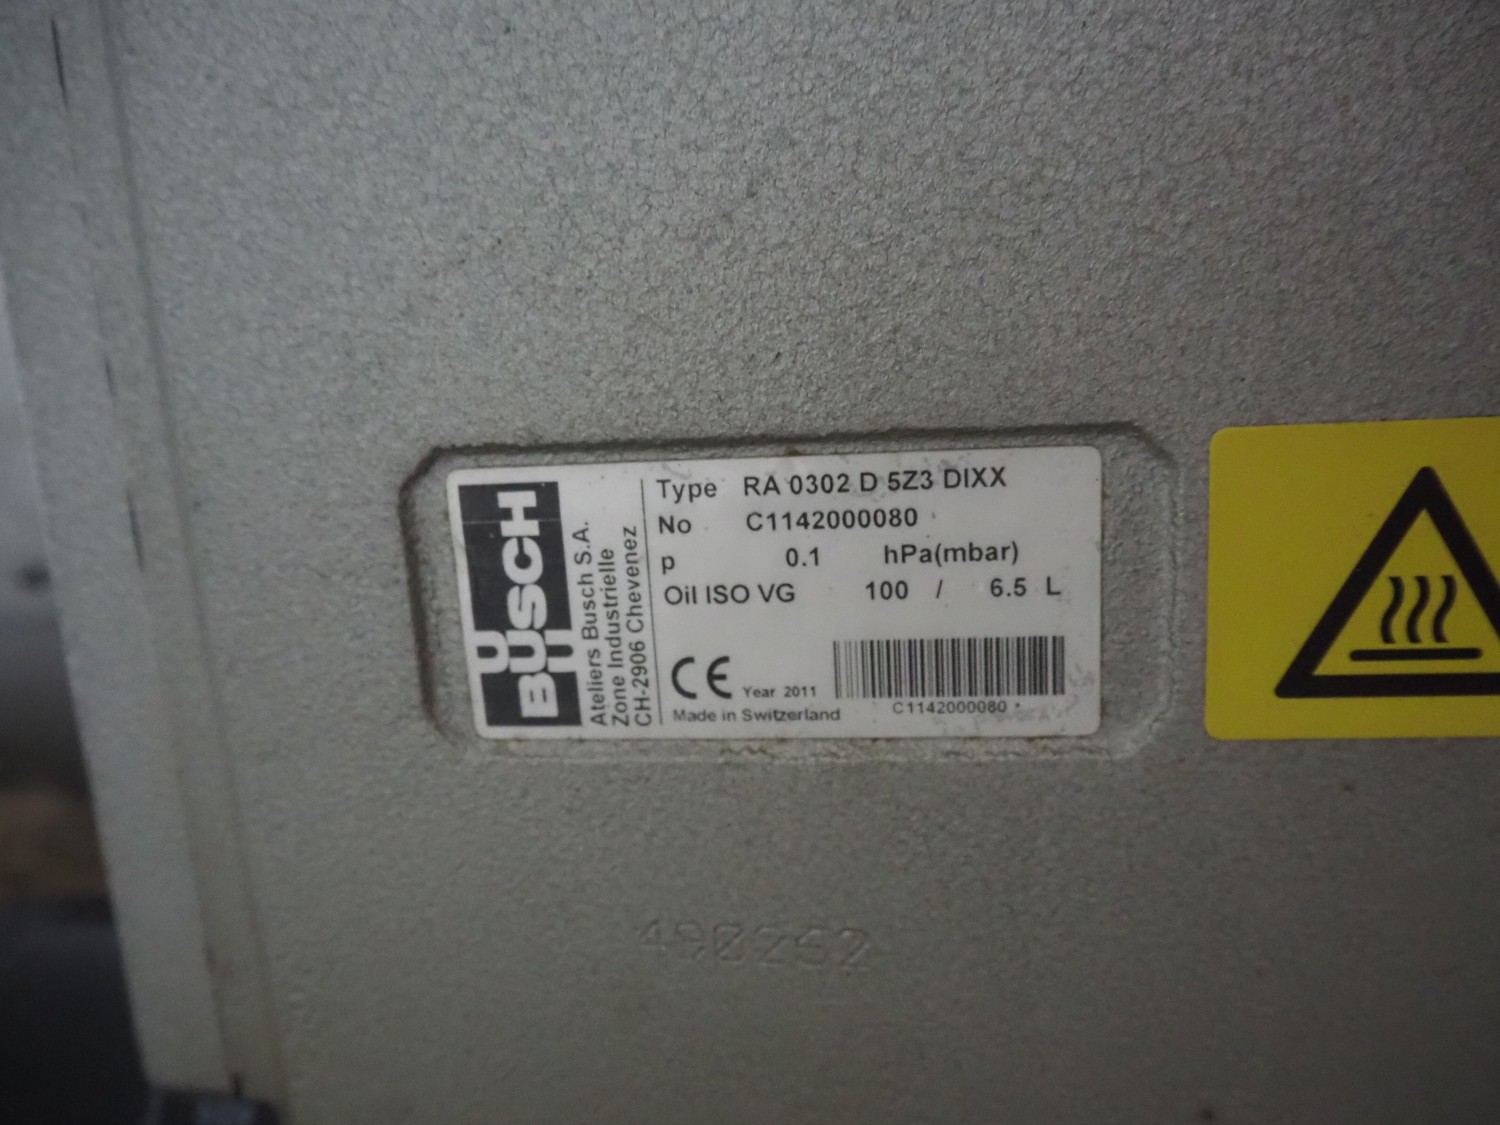 BUSCH
Ateliers Busch S.A.
Zone Industrielle
CH-2906 Chevenez
Type RA 0302 D 5Z3 DIXX
No C1142000080
p 0.1 hPa(mbar)
Oil ISO VG 100 / 6.5 L
CE Year 2011
Made in Switzerland
C1142000080
490252